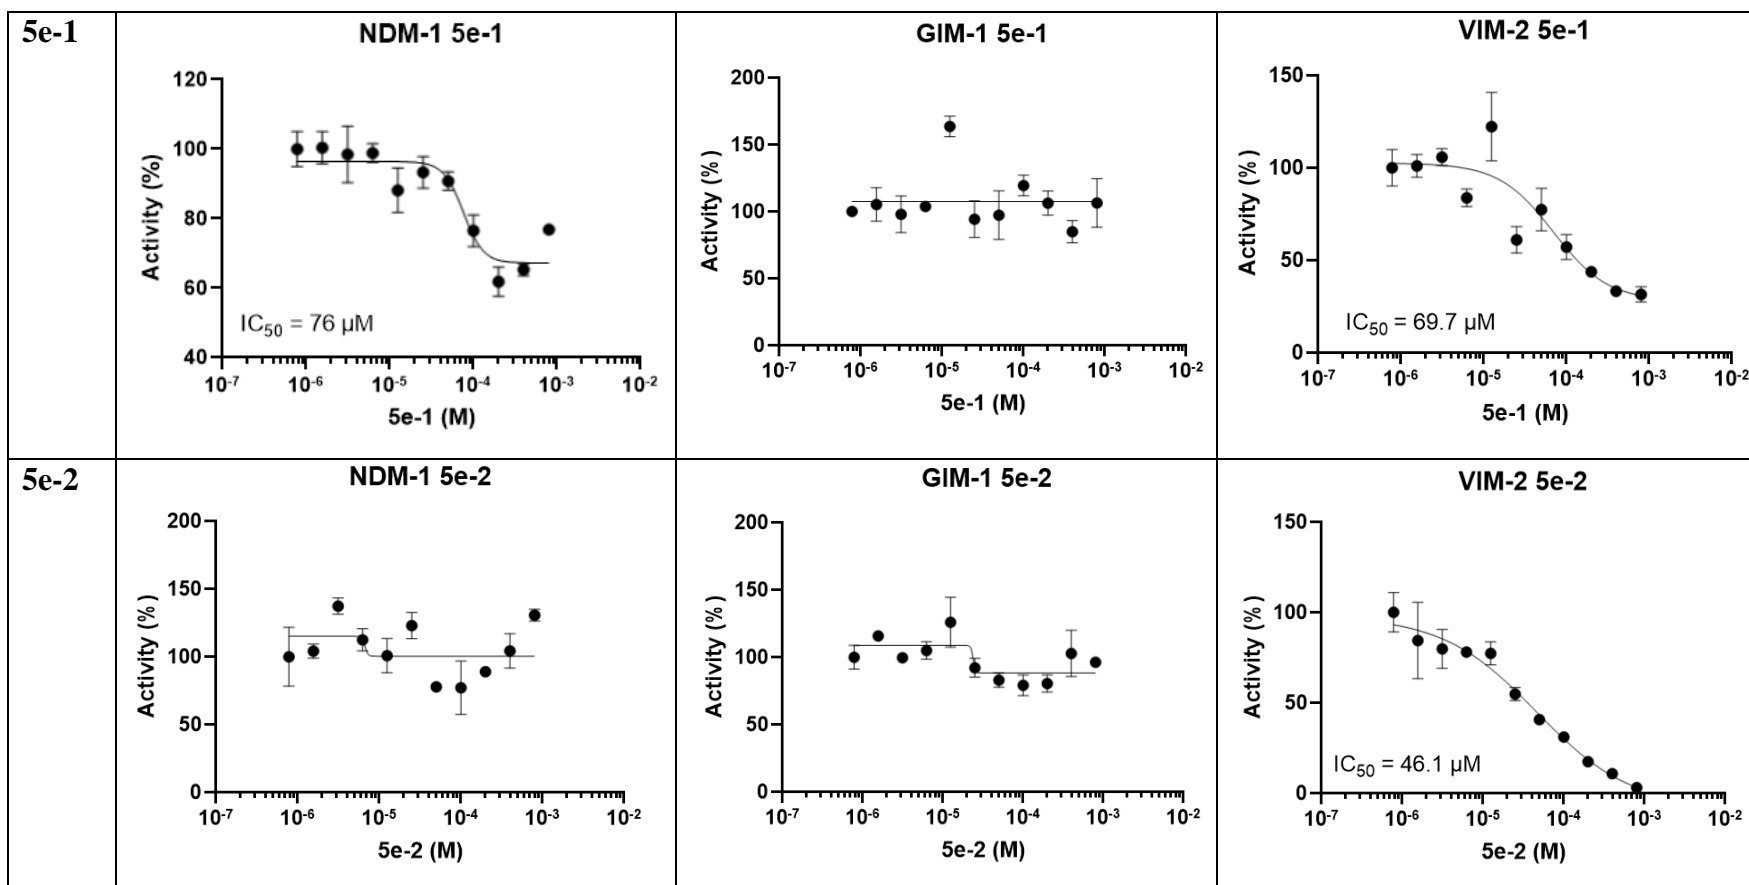 5e-1
NDM-1 5e-1
Activity (%)
120
100
80
60
40
IC50 = 76 µM
10-7 10-6 10-5 10-4 10-3 10-2
5e-1 (M)
GIM-1 5e-1
Activity (%)
200
150
100
50
0
10-7 10-6 10-5 10-4 10-3 10-2
5e-1 (M)
VIM-2 5e-1
Activity (%)
150
100
50
0
IC50 = 69.7 µM
10-7 10-6 10-5 10-4 10-3 10-2
5e-1 (M)
5e-2
NDM-1 5e-2
Activity (%)
200
150
100
50
0
10-7 10-6 10-5 10-4 10-3 10-2
5e-2 (M)
GIM-1 5e-2
Activity (%)
200
150
100
50
0
10-7 10-6 10-5 10-4 10-3 10-2
5e-2 (M)
VIM-2 5e-2
Activity (%)
150
100
50
0
IC50 = 46.1 µM
10-7 10-6 10-5 10-4 10-3 10-2
5e-2 (M)